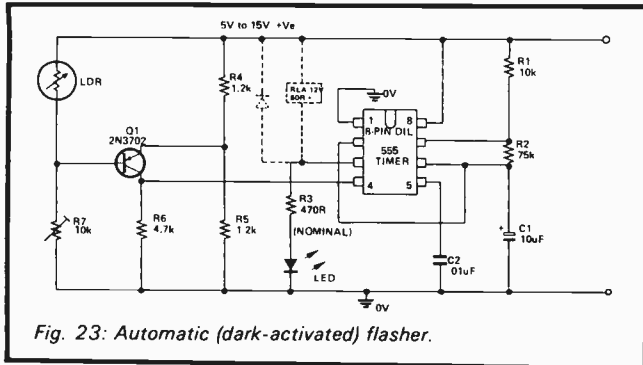 5V to 15V +Ve
R1
10k
R4
1.2k
LDR
RLA 12V
0V
1
8
8-PIN DIL
555
TIMER
4
5
Q1
2N3702
R2
75k
R3
470R
(NOMINAL)
R7
10k
R6
4.7k
R5
1.2k
LED
C2
.01uF
+
C1
10uF
0V
Fig. 23: Automatic (dark-activated) flasher.